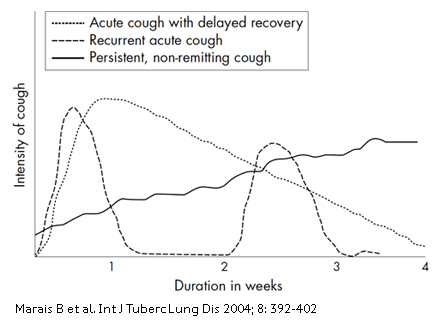 Acute cough with delayed recovery
Recurrent acute cough
Persistent, non-remitting cough
Intensity of cough
1 2 3 4
Duration in weeks
Marais B et al. Int J Tuberc Lung Dis 2004; 8: 392-402